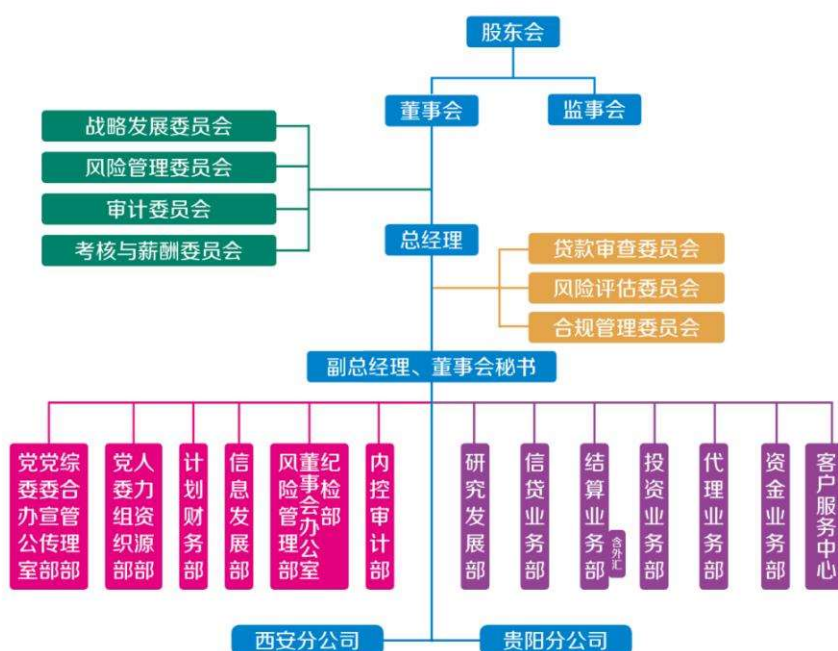 股东会
董事会
监事会
战略发展委员会
风险管理委员会
审计委员会
考核与薪酬委员会
总经理
贷款审查委员会
风险评估委员会
合规管理委员会
副总经理、董事会秘书
党委办公室
党委宣传部
综合管理部
党委组织部
人力资源部
计划财务部
信息发展部
风险管理部
董事会办公室
纪检部
内控审计部
研究发展部
信贷业务部
结算业务部
含外汇
投资业务部
代理业务部
资金业务部
客户服务中心
西安分公司
贵阳分公司